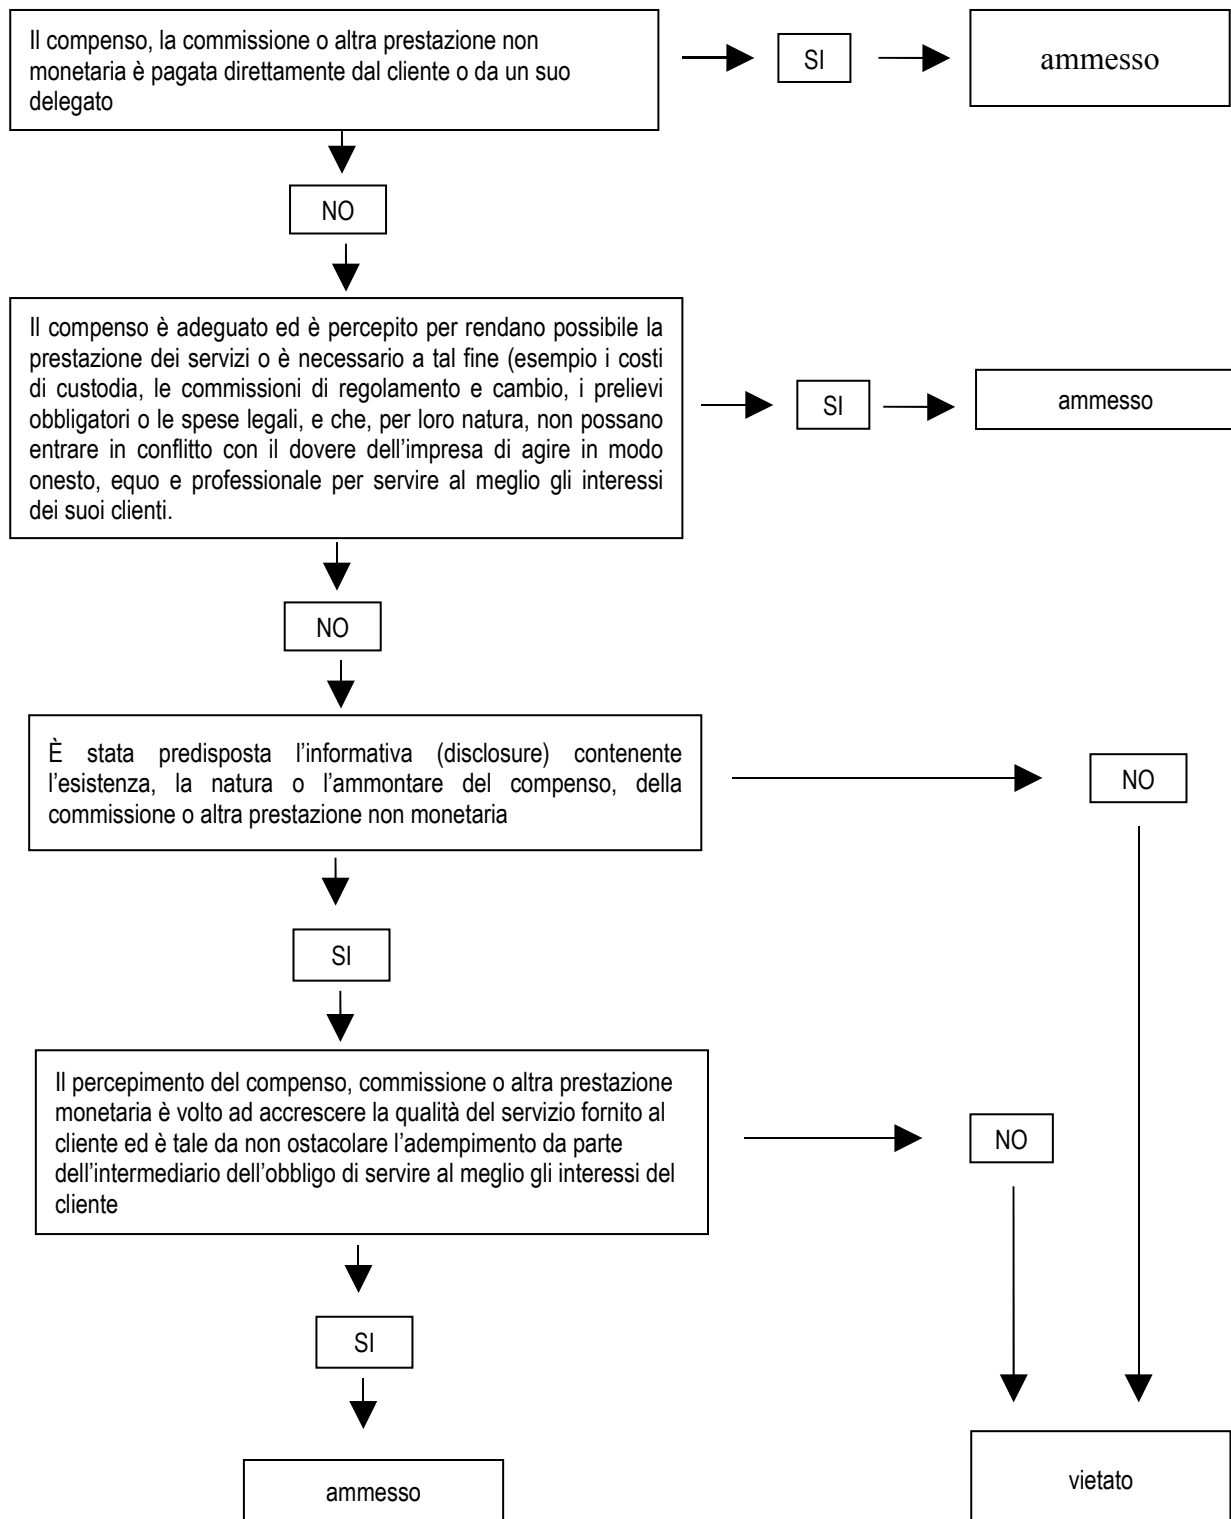 Il compenso, la commissione o altra prestazione non
monetaria è pagata direttamente dal cliente o da un suo
delegato
SI
ammesso
NO
Il compenso è adeguato ed è percepito per rendano possibile la
prestazione dei servizi o è necessario a tal fine (esempio i costi
di custodia, le commissioni di regolamento e cambio, i prelievi
obbligatori o le spese legali, e che, per loro natura, non possano
entrare in conflitto con il dovere dell’impresa di agire in modo
onesto, equo e professionale per servire al meglio gli interessi
dei suoi clienti.
SI
ammesso
NO
È stata predisposta l’informativa (disclosure) contenente
l’esistenza, la natura o l’ammontare del compenso, della
commissione o altra prestazione non monetaria
NO
SI
Il percepimento del compenso, commissione o altra prestazione
monetaria è volto ad accrescere la qualità del servizio fornito al
cliente ed è tale da non ostacolare l’adempimento da parte
dell’intermediario dell’obbligo di servire al meglio gli interessi del
cliente
NO
SI
ammesso
vietato